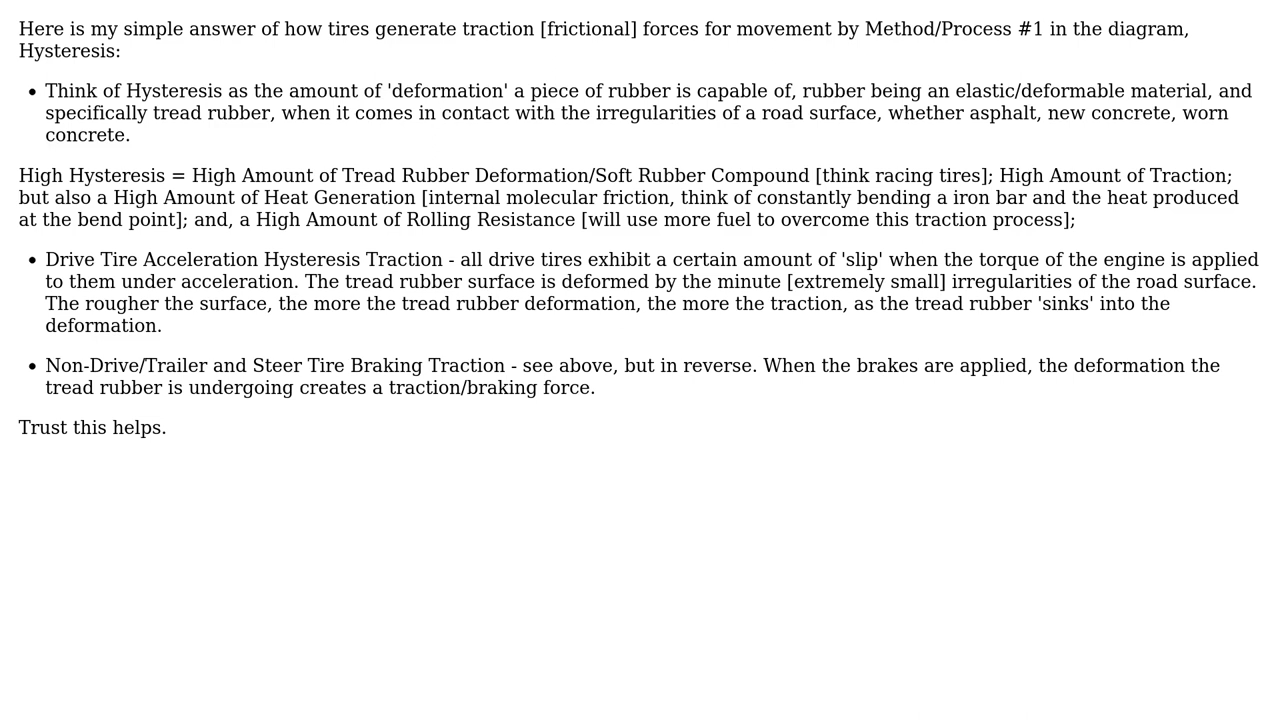 Here is my simple answer of how tires generate traction [frictional] forces for movement by Method/Process #1 in the diagram,
Hysteresis:
• Think of Hysteresis as the amount of 'deformation' a piece of rubber is capable of, rubber being an elastic/deformable material, and
specifically tread rubber, when it comes in contact with the irregularities of a road surface, whether asphalt, new concrete, worn
concrete.
High Hysteresis = High Amount of Tread Rubber Deformation/Soft Rubber Compound [think racing tires]; High Amount of Traction;
but also a High Amount of Heat Generation [internal molecular friction, think of constantly bending a iron bar and the heat produced
at the bend point]; and, a High Amount of Rolling Resistance [will use more fuel to overcome this traction process];
• Drive Tire Acceleration Hysteresis Traction - all drive tires exhibit a certain amount of 'slip' when the torque of the engine is applied
to them under acceleration. The tread rubber surface is deformed by the minute [extremely small] irregularities of the road surface.
The rougher the surface, the more the tread rubber deformation, the more the traction, as the tread rubber 'sinks' into the
deformation.
• Non-Drive/Trailer and Steer Tire Braking Traction - see above, but in reverse. When the brakes are applied, the deformation the
tread rubber is undergoing creates a traction/braking force.
Trust this helps.